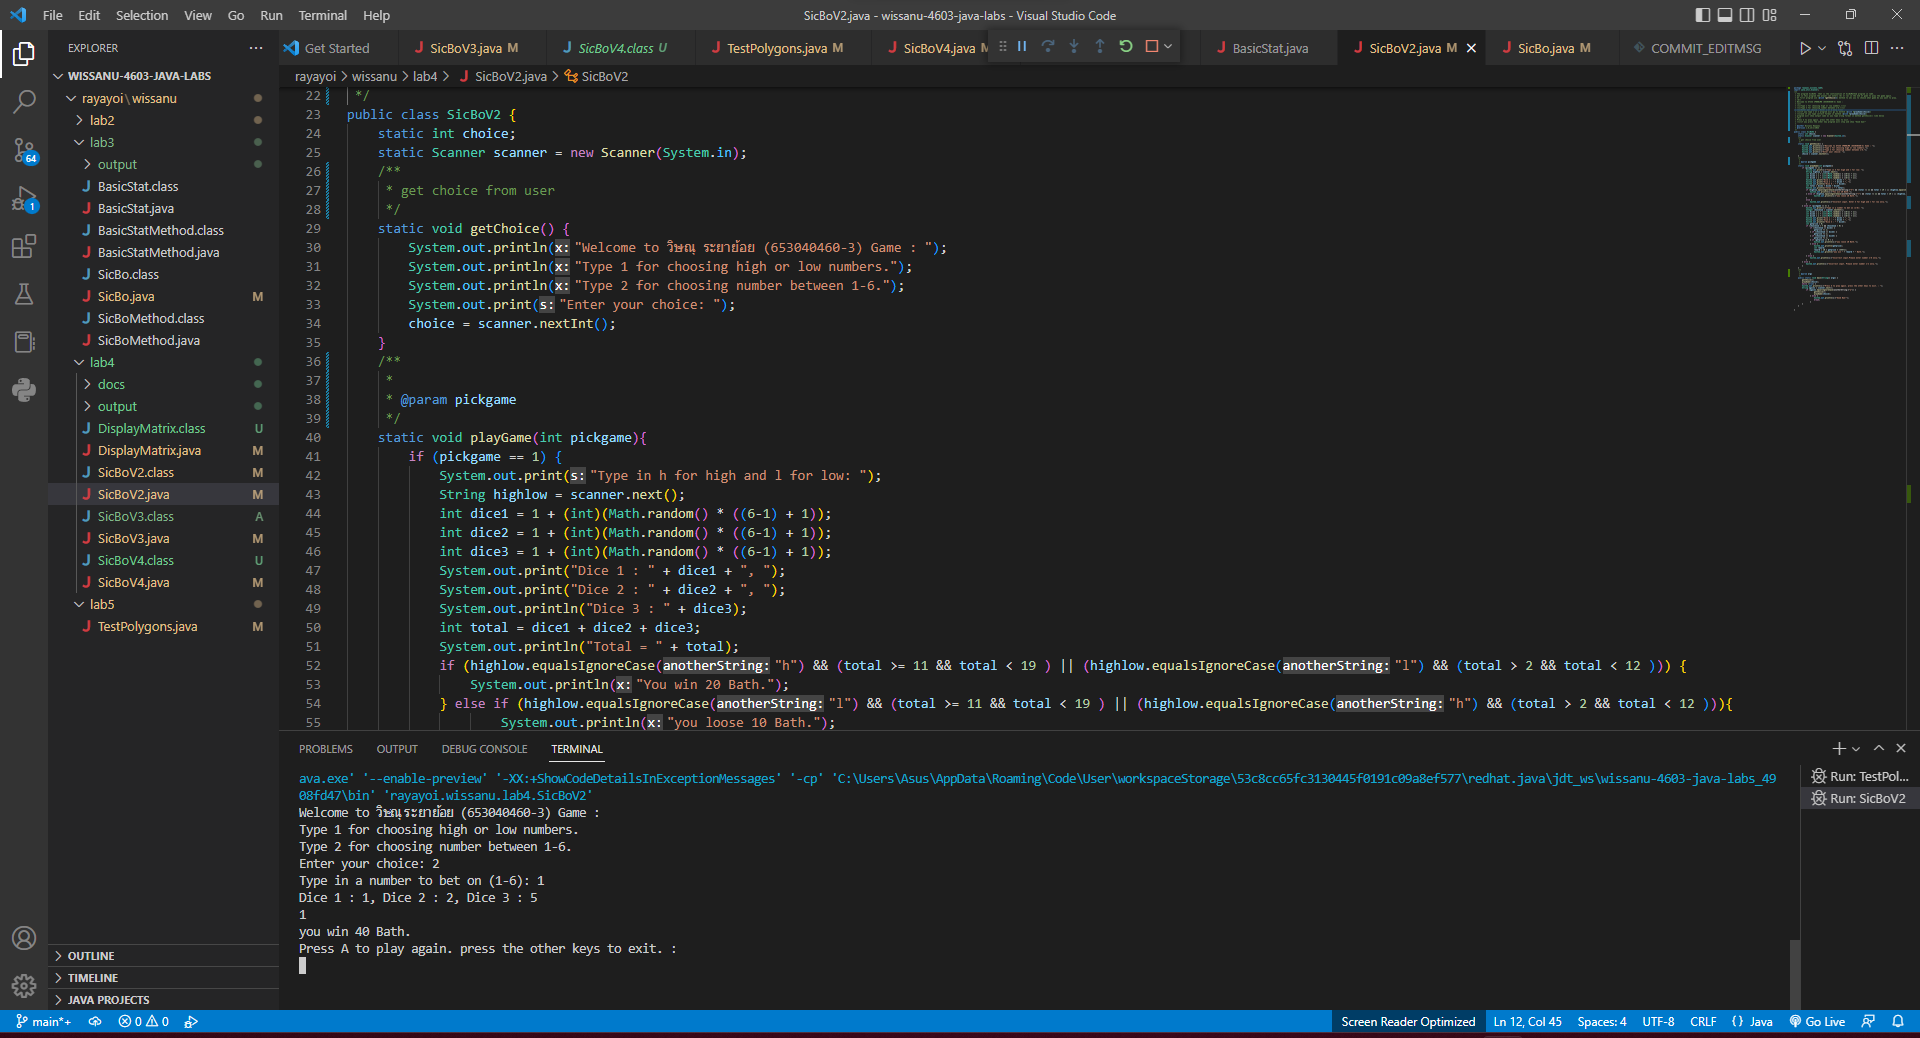 File Edit Selection View Go Run Terminal Help
SicBoV2.java - wissanu-4603-java-labs - Visual Studio Code
EXPLORER
Get Started
SicBoV3.java M
SicBoV4.class U
TestPolygons.java M
SicBoV4.java M
BasicStat.java
SicBoV2.java M
SicBo.java M
COMMIT_EDITMSG
rayayoi > wissanu > lab4 > SicBoV2.java > SicBoV2
WISSANU-4603-JAVA-LABS
rayayoi\wissanu
lab2
lab3
output
BasicStat.class
BasicStat.java
BasicStatMethod.class
BasicStatMethod.java
SicBo.class
SicBo.java M
SicBoMethod.class
SicBoMethod.java
lab4
docs
output
DisplayMatrix.class U
DisplayMatrix.java M
SicBoV2.class M
SicBoV2.java M
SicBoV3.class A
SicBoV3.java M
SicBoV4.class U
SicBoV4.java M
lab5
TestPolygons.java M
OUTLINE
TIMELINE
JAVA PROJECTS
64
1
22 */
23 public class SicBoV2 {
24 static int choice;
25 static Scanner scanner = new Scanner(System.in);
26 /**
27 * get choice from user
28 */
29 static void getChoice() {
30 System.out.println(x: "Welcome to วิษณุ ระยาย้อย (653040460-3) Game : ");
31 System.out.println(x: "Type 1 for choosing high or low numbers.");
32 System.out.println(x: "Type 2 for choosing number between 1-6.");
33 System.out.print(s: "Enter your choice: ");
34 choice = scanner.nextInt();
35 }
36 /**
37 *
38 * @param pickgame
39 */
40 static void playGame(int pickgame){
41 if (pickgame == 1) {
42 System.out.print(s: "Type in h for high and l for low: ");
43 String highlow = scanner.next();
44 int dice1 = 1 + (int)(Math.random() * ((6-1) + 1));
45 int dice2 = 1 + (int)(Math.random() * ((6-1) + 1));
46 int dice3 = 1 + (int)(Math.random() * ((6-1) + 1));
47 System.out.print("Dice 1 : " + dice1 + ", ");
48 System.out.print("Dice 2 : " + dice2 + ", ");
49 System.out.println("Dice 3 : " + dice3);
50 int total = dice1 + dice2 + dice3;
51 System.out.println("Total = " + total);
52 if (highlow.equalsIgnoreCase(anotherString: "h") && (total >= 11 && total < 19 ) || (highlow.equalsIgnoreCase(anotherString: "l") && (total > 2 && total < 12 ))) {
53 System.out.println(x: "You win 20 Bath.");
54 } else if (highlow.equalsIgnoreCase(anotherString: "l") && (total >= 11 && total < 19 ) || (highlow.equalsIgnoreCase(anotherString: "h") && (total > 2 && total < 12 ))){
55 System.out.println(x: "you loose 10 Bath.");
PROBLEMS OUTPUT DEBUG CONSOLE TERMINAL
ava.exe' '--enable-preview' '-XX:+ShowCodeDetailsInExceptionMessages' '-cp' 'C:\Users\Asus\AppData\Roaming\Code\User\workspaceStorage\53c8cc65fc3130445f0191c09a8ef577\redhat.java\jdt_ws\wissanu-4603-java-labs_49
08fd47\bin' 'rayayoi.wissanu.lab4.SicBoV2'
Welcome to วิษณุระยาย้อย (653040460-3) Game :
Type 1 for choosing high or low numbers.
Type 2 for choosing number between 1-6.
Enter your choice: 2
Type in a number to bet on (1-6): 1
Dice 1 : 1, Dice 2 : 2, Dice 3 : 5
1
you win 40 Bath.
Press A to play again. press the other keys to exit. :
Run: TestPol...
Run: SicBoV2
main*+ 0 0
Screen Reader Optimized Ln 12, Col 45 Spaces: 4 UTF-8 CRLF {} Java Go Live